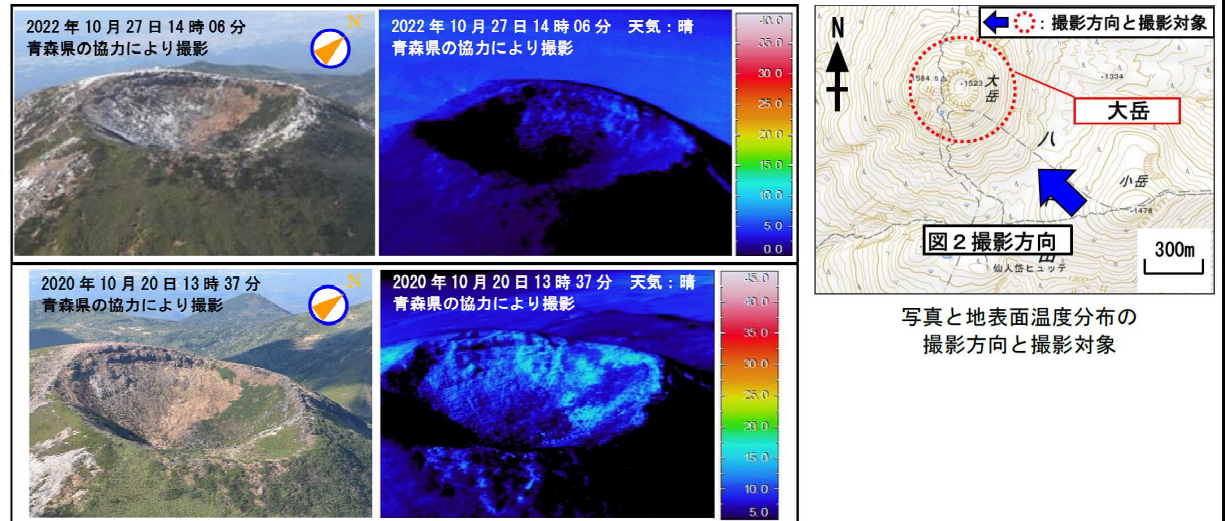 2022年10月27日14時06分
青森県の協力により撮影
N
2022年10月27日14時06分 天気：晴
青森県の協力により撮影
40.0
35.0
30.0
25.0
20.0
15.0
10.0
5.0
0.0
2020年10月20日13時37分
青森県の協力により撮影
N
2020年10月20日13時37分 天気：晴
青森県の協力により撮影
45.0
40.0
35.0
30.0
25.0
20.0
15.0
10.0
5.0
：撮影方向と撮影対象
N
1584
1523
大岳
1334
大岳
八
小岳
1478
図２撮影方向
300m
仙人岱ヒュッテ
1300
写真と地表面温度分布の
撮影方向と撮影対象